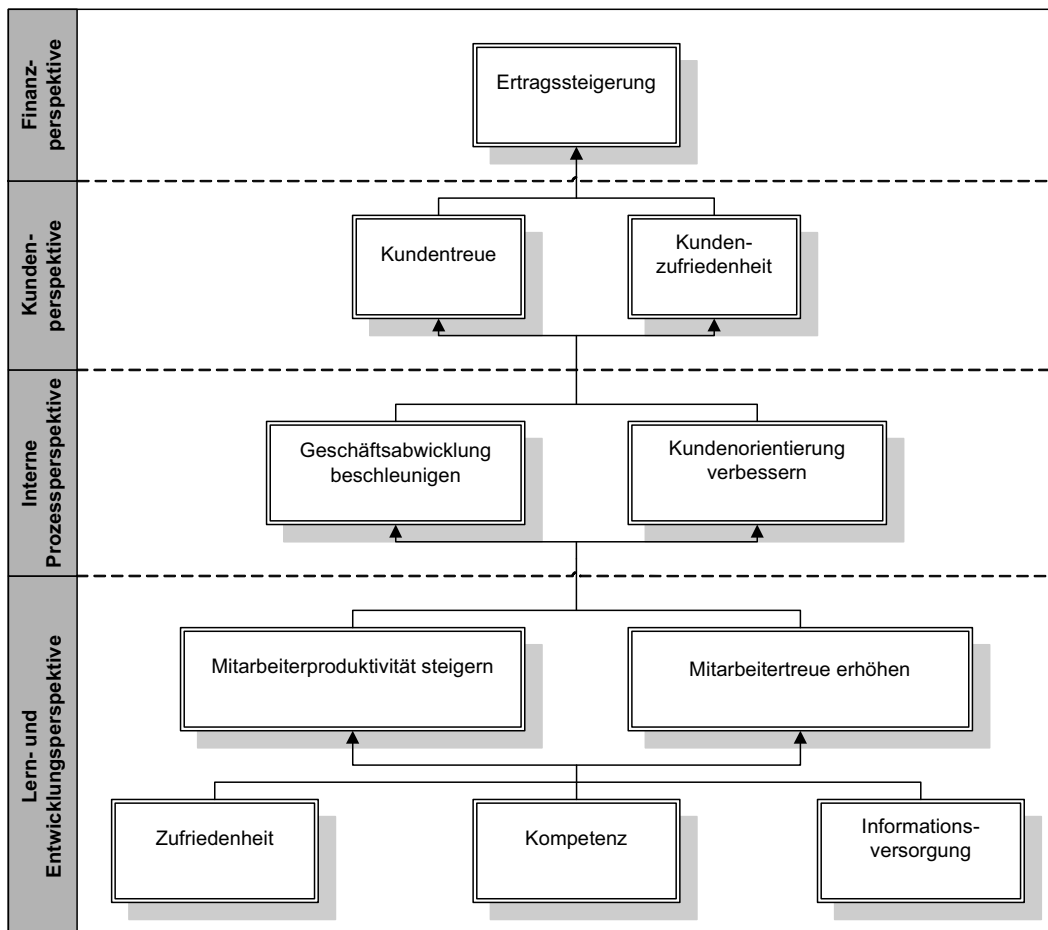 Finanz-
perspektive
Ertragssteigerung
Kunden-
perspektive
Kundentreue
Kunden-
zufriedenheit
Interne
Prozessperspektive
Geschäftsabwicklung
beschleunigen
Kundenorientierung
verbessern
Lern- und
Entwicklungsperspektive
Mitarbeiterproduktivität steigern
Mitarbeitertreue erhöhen
Zufriedenheit
Kompetenz
Informations-
versorgung